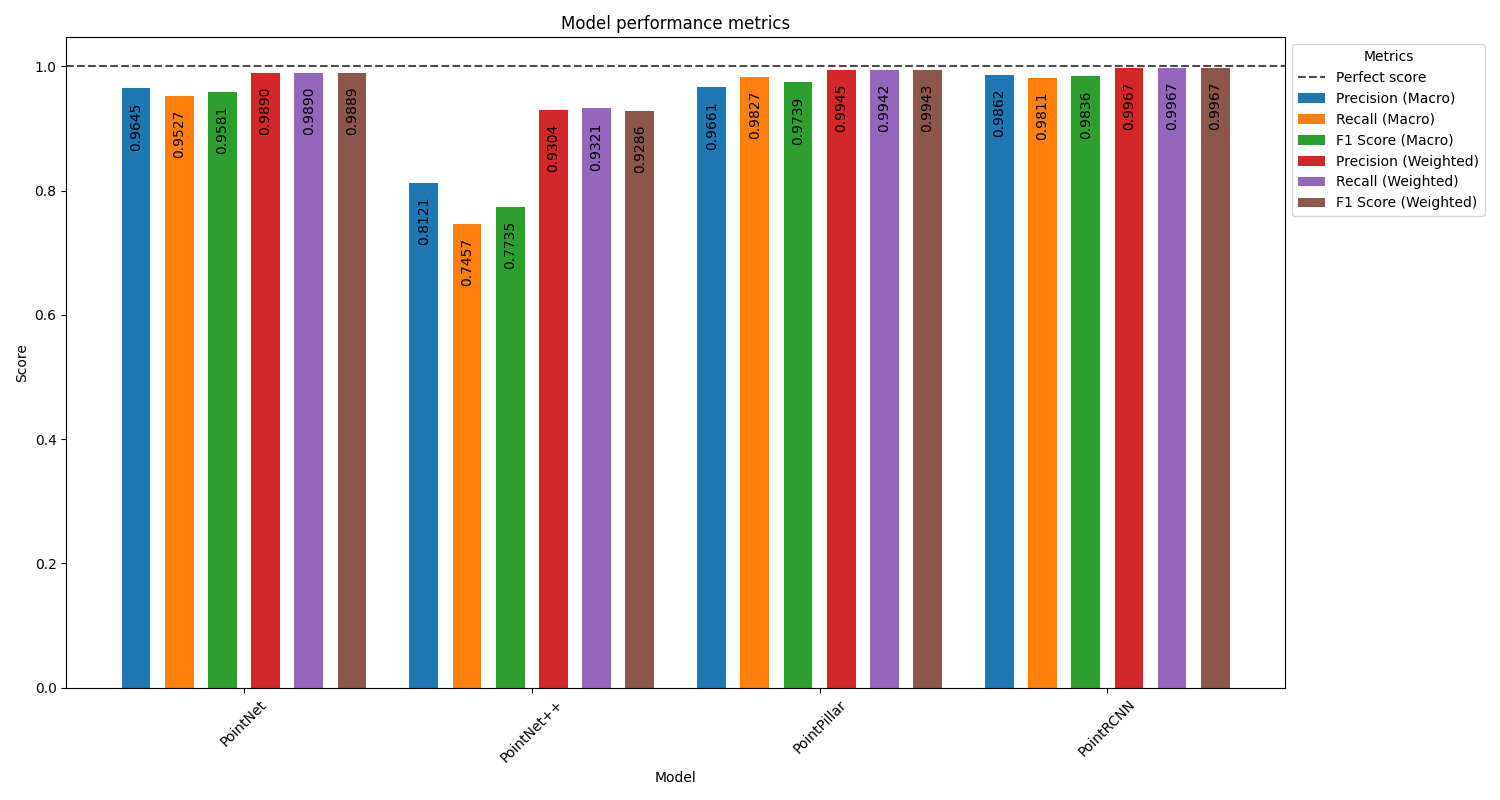 Model performance metrics
Score
1.0
0.8
0.6
0.4
0.2
0.0
0.9645
0.9527
0.9581
0.9890
0.9890
0.9889
0.8121
0.7457
0.7735
0.9304
0.9321
0.9286
0.9661
0.9827
0.9739
0.9945
0.9942
0.9943
0.9862
0.9811
0.9836
0.9967
0.9967
0.9967
PointNet
PointNet++
PointPillar
PointRCNN
Model
Metrics
Perfect score
Precision (Macro)
Recall (Macro)
F1 Score (Macro)
Precision (Weighted)
Recall (Weighted)
F1 Score (Weighted)